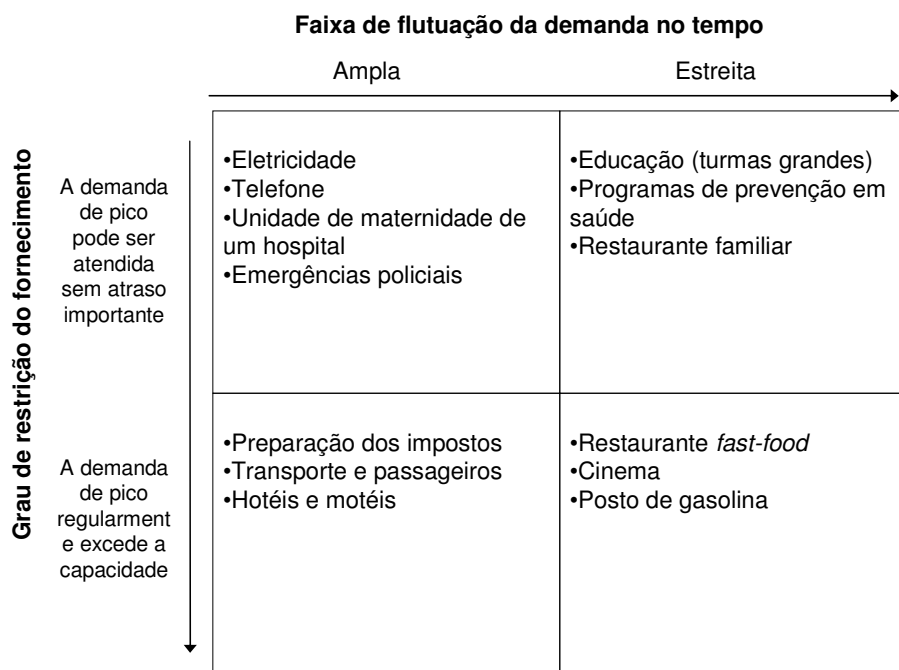 Faixa de flutuação da demanda no tempo
Ampla
Estreita
Grau de restrição do fornecimento
A demanda
de pico
pode ser
atendida
sem atraso
importante
•Eletricidade
•Telefone
•Unidade de maternidade de
um hospital
•Emergências policiais
•Educação (turmas grandes)
•Programas de prevenção em
saúde
•Restaurante familiar
A demanda
de pico
regularment
e excede a
capacidade
•Preparação dos impostos
•Transporte e passageiros
•Hotéis e motéis
•Restaurante fast-food
•Cinema
•Posto de gasolina